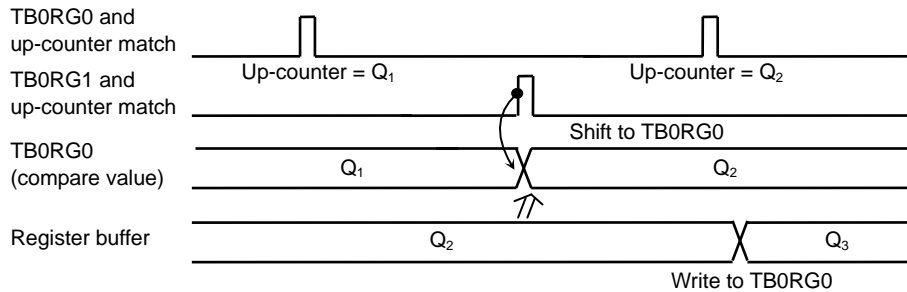 TB0RG0 and
up-counter match
Up-counter = Q₁
Up-counter = Q₂
TB0RG1 and
up-counter match
Shift to TB0RG0
TB0RG0
(compare value)
Q₁
Q₂
Register buffer
Q₂
Q₃
Write to TB0RG0